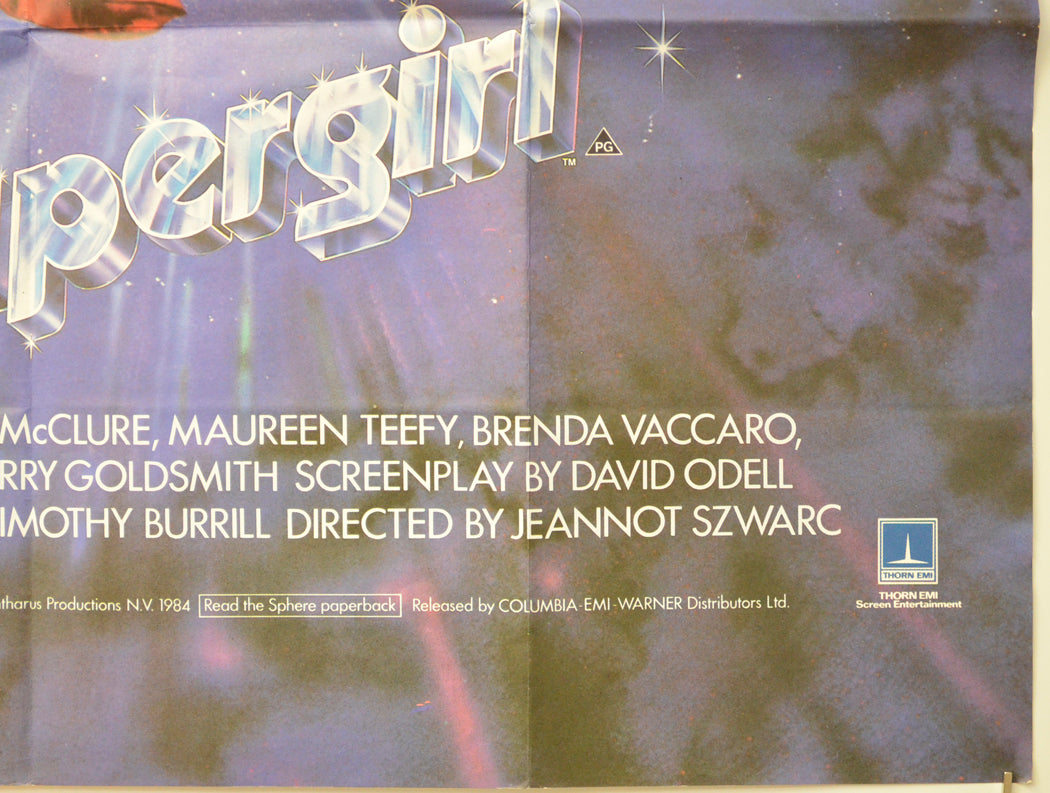 pergirl
TM
PG
McCLURE, MAUREEN TEEFY, BRENDA VACCARO,
RRY GOLDSMITH SCREENPLAY BY DAVID ODELL
IMOTHY BURRILL DIRECTED BY JEANNOT SZWARC
THORN EMI
tharus Productions N.V. 1984 Read the Sphere paperback Released by COLUMBIA-EMI-WARNER Distributors Ltd.
THORN EMI
Screen Entertainment